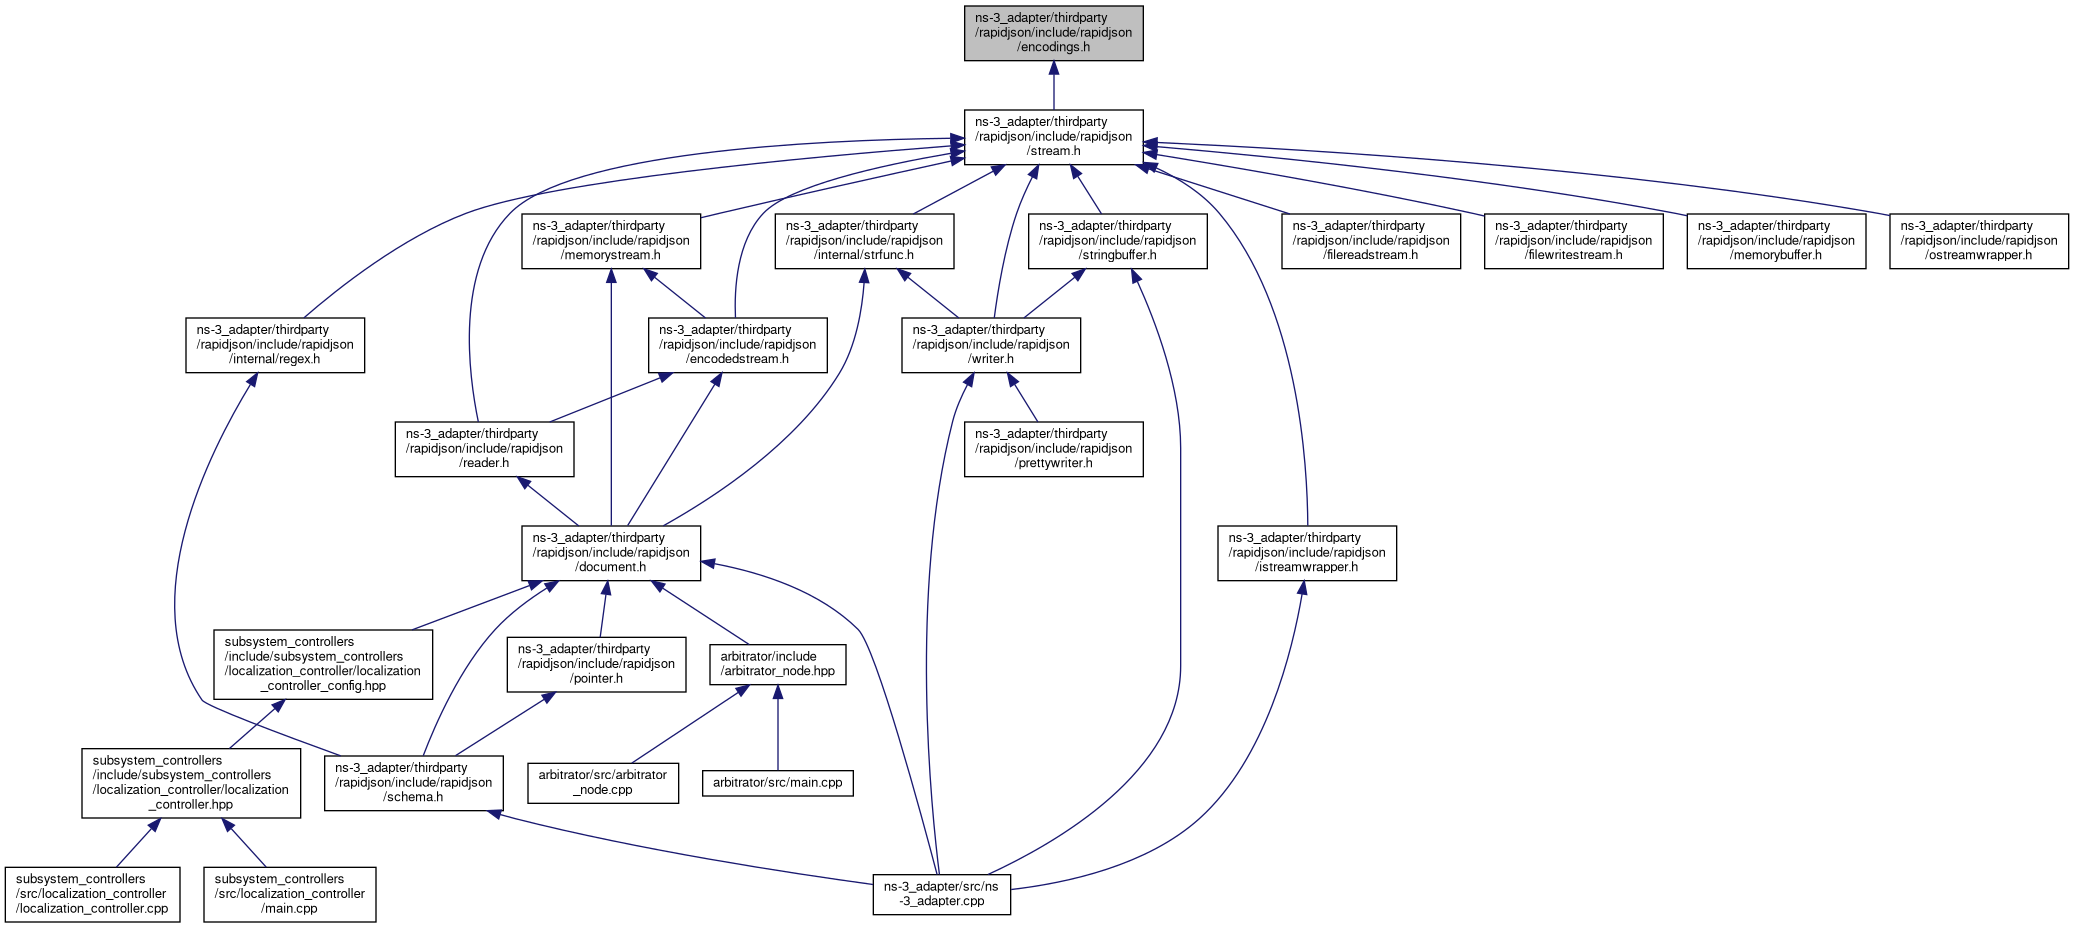 ns-3_adapter/thirdparty
/rapidjson/include/rapidjson
/encodings.h
ns-3_adapter/thirdparty
/rapidjson/include/rapidjson
/stream.h
ns-3_adapter/thirdparty
/rapidjson/include/rapidjson
/memorystream.h
ns-3_adapter/thirdparty
/rapidjson/include/rapidjson
/internal/strfunc.h
ns-3_adapter/thirdparty
/rapidjson/include/rapidjson
/stringbuffer.h
ns-3_adapter/thirdparty
/rapidjson/include/rapidjson
/filereadstream.h
ns-3_adapter/thirdparty
/rapidjson/include/rapidjson
/filewritestream.h
ns-3_adapter/thirdparty
/rapidjson/include/rapidjson
/memorybuffer.h
ns-3_adapter/thirdparty
/rapidjson/include/rapidjson
/ostreamwrapper.h
ns-3_adapter/thirdparty
/rapidjson/include/rapidjson
/internal/regex.h
ns-3_adapter/thirdparty
/rapidjson/include/rapidjson
/encodedstream.h
ns-3_adapter/thirdparty
/rapidjson/include/rapidjson
/writer.h
ns-3_adapter/thirdparty
/rapidjson/include/rapidjson
/reader.h
ns-3_adapter/thirdparty
/rapidjson/include/rapidjson
/prettywriter.h
ns-3_adapter/thirdparty
/rapidjson/include/rapidjson
/document.h
ns-3_adapter/thirdparty
/rapidjson/include/rapidjson
/istreamwrapper.h
subsystem_controllers
/include/subsystem_controllers
/localization_controller/localization
_controller_config.hpp
ns-3_adapter/thirdparty
/rapidjson/include/rapidjson
/pointer.h
arbitrator/include
/arbitrator_node.hpp
subsystem_controllers
/include/subsystem_controllers
/localization_controller/localization
_controller.hpp
ns-3_adapter/thirdparty
/rapidjson/include/rapidjson
/schema.h
arbitrator/src/arbitrator
_node.cpp
arbitrator/src/main.cpp
subsystem_controllers
/src/localization_controller
/localization_controller.cpp
subsystem_controllers
/src/localization_controller
/main.cpp
ns-3_adapter/src/ns
-3_adapter.cpp